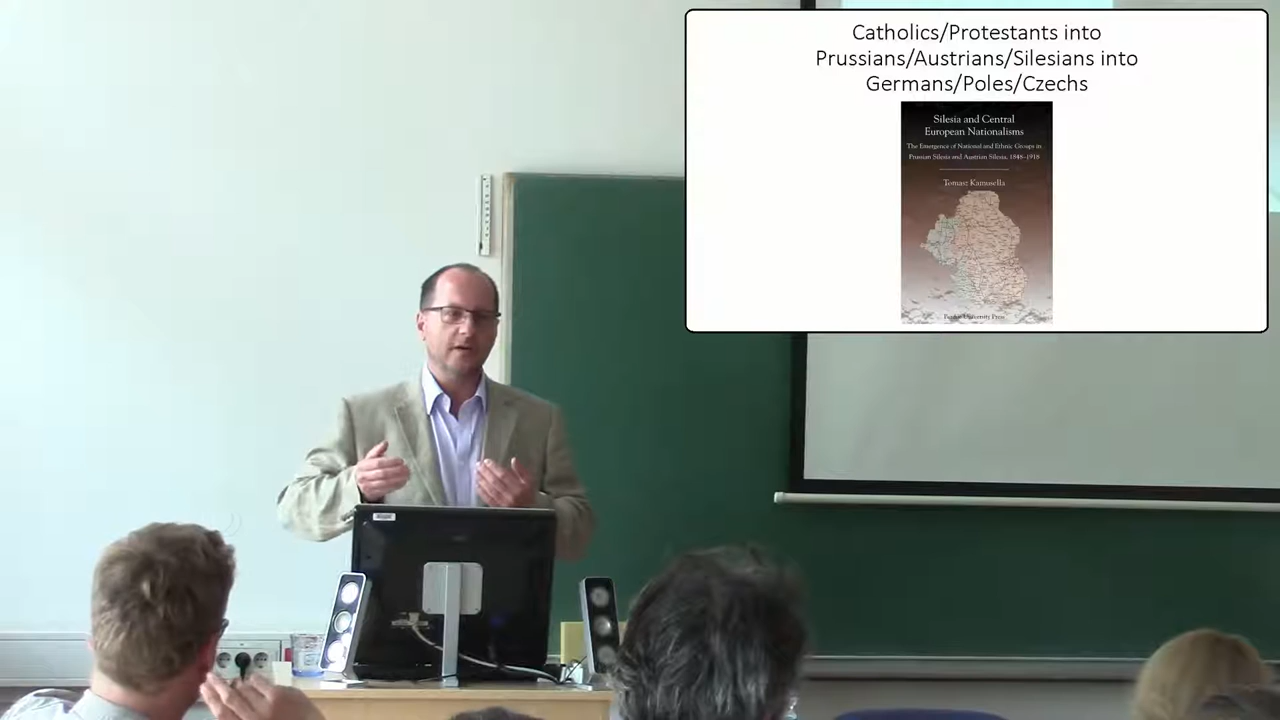 Catholics/Protestants into
Prussians/Austrians/Silesians into
Germans/Poles/Czechs
Silesia and Central
European Nationalisms
The Emergence of National and Ethnic Groups in
Prussian Silesia and Austrian Silesia, 1848–1918
Tomasz Kamusella
Purdue University Press